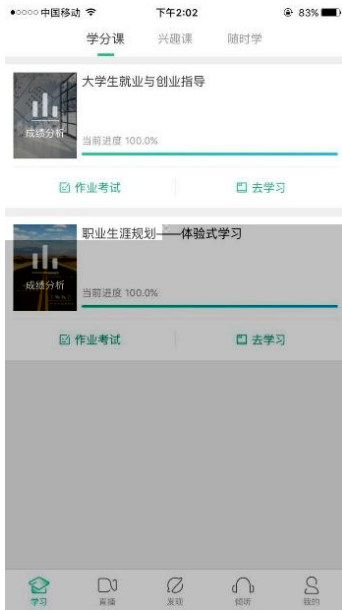 中国移动 下午2:02 83%
学分课 兴趣课 随时学
大学生就业与创业指导
成绩分析
当前进度 100.0%
作业考试 去学习
职业生涯规划——体验式学习
成绩分析
当前进度 100.0%
作业考试 去学习
学习 直播 发现 倾听 我的